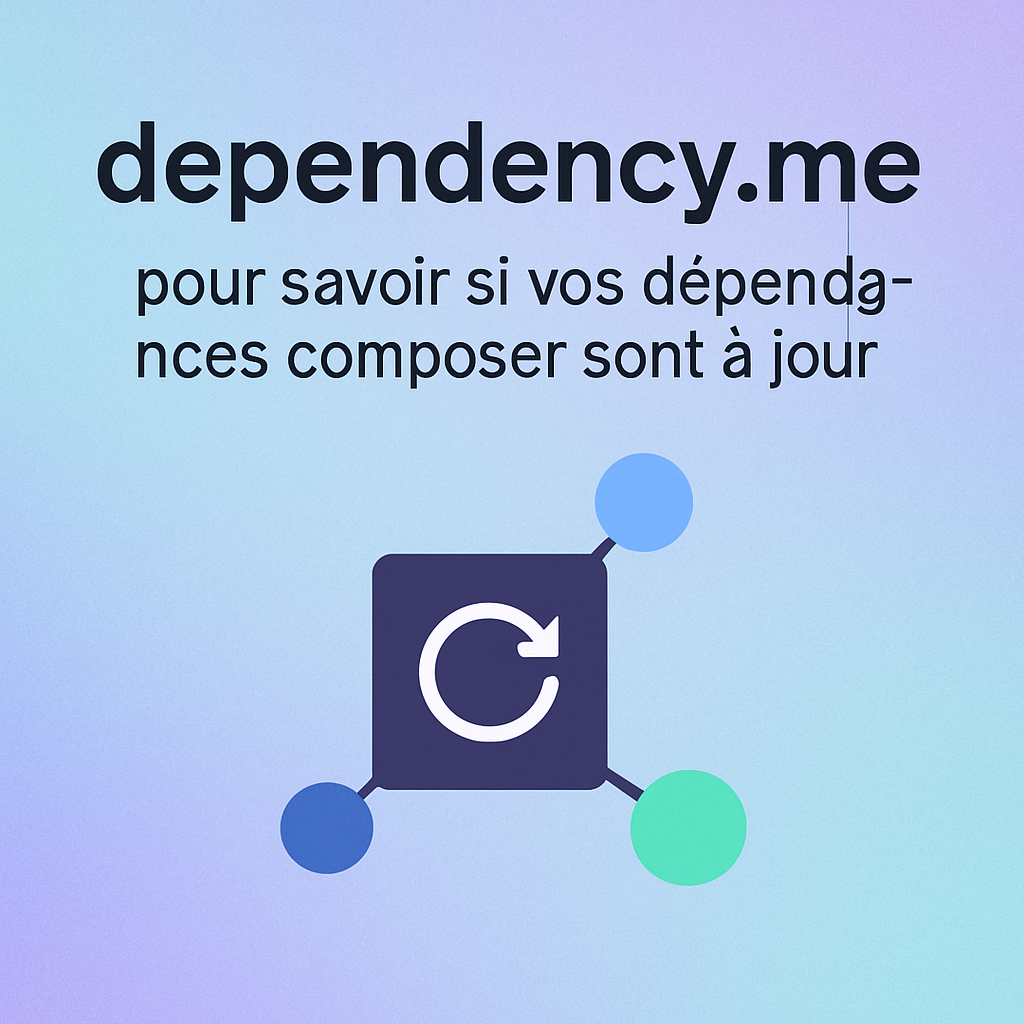 dependency.me
pour savoir si vos dépenda-
nces composer sont à jour